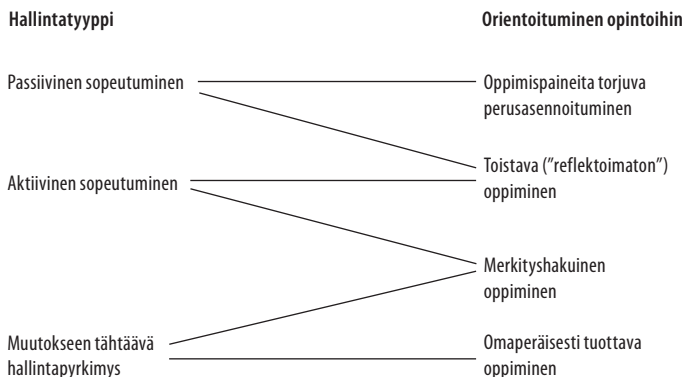 Hallintatyyppi
Orientoituminen opintoihin
Passiivinen sopeutuminen
Oppimispaineita torjuva
perusasennoituminen
Toistava (”reflektoimaton”)
oppiminen
Aktiivinen sopeutuminen
Merkityshakuinen
oppiminen
Muutokseen tähtäävä
hallintapyrkimys
Omaperäisesti tuottava
oppiminen